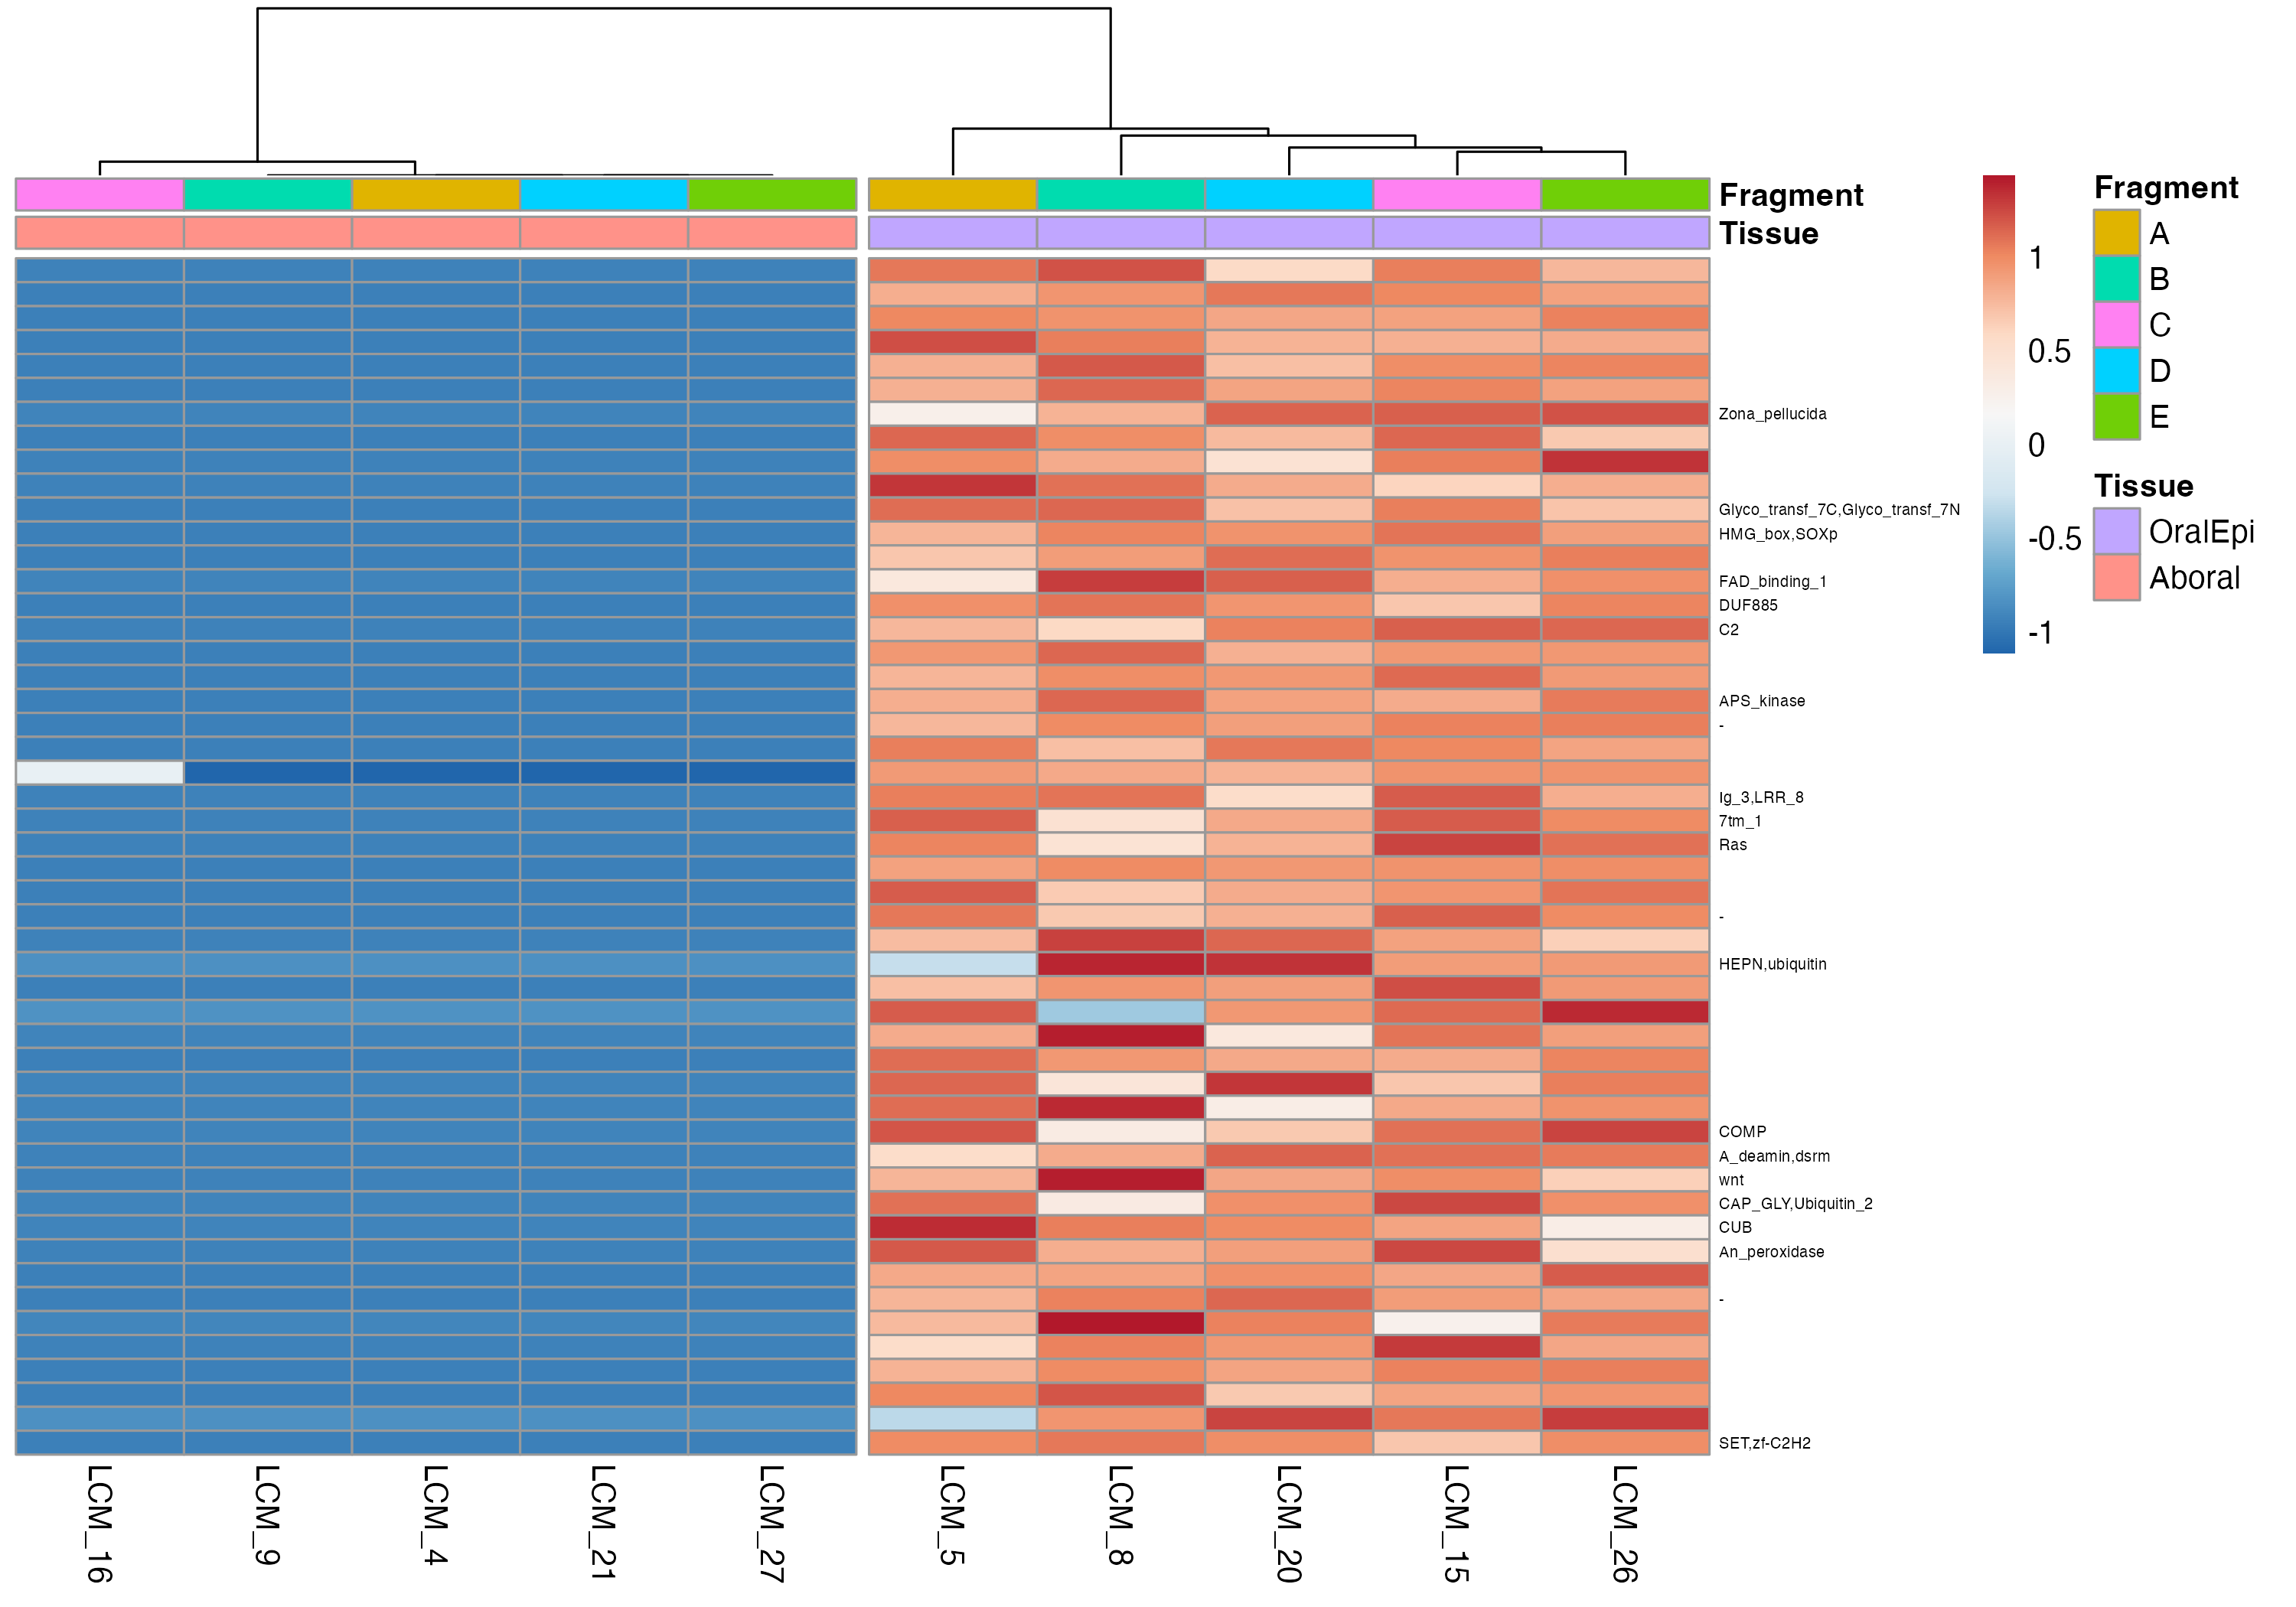 Fragment
Tissue
Zona_pellucida
Glyco_transf_7C,Glyco_transf_7N
HMG_box,SOXp
FAD_binding_1
DUF885
C2
APS_kinase
-
Ig_3,LRR_8
7tm_1
Ras
-
HEPN,ubiquitin
COMP
A_deamin,dsrm
wnt
CAP_GLY,Ubiquitin_2
CUB
An_peroxidase
-
SET,zf-C2H2
LCM_16
LCM_9
LCM_4
LCM_21
LCM_27
LCM_5
LCM_8
LCM_20
LCM_15
LCM_26
1
0.5
0
-0.5
-1
Fragment
A
B
C
D
E
Tissue
OralEpi
Aboral